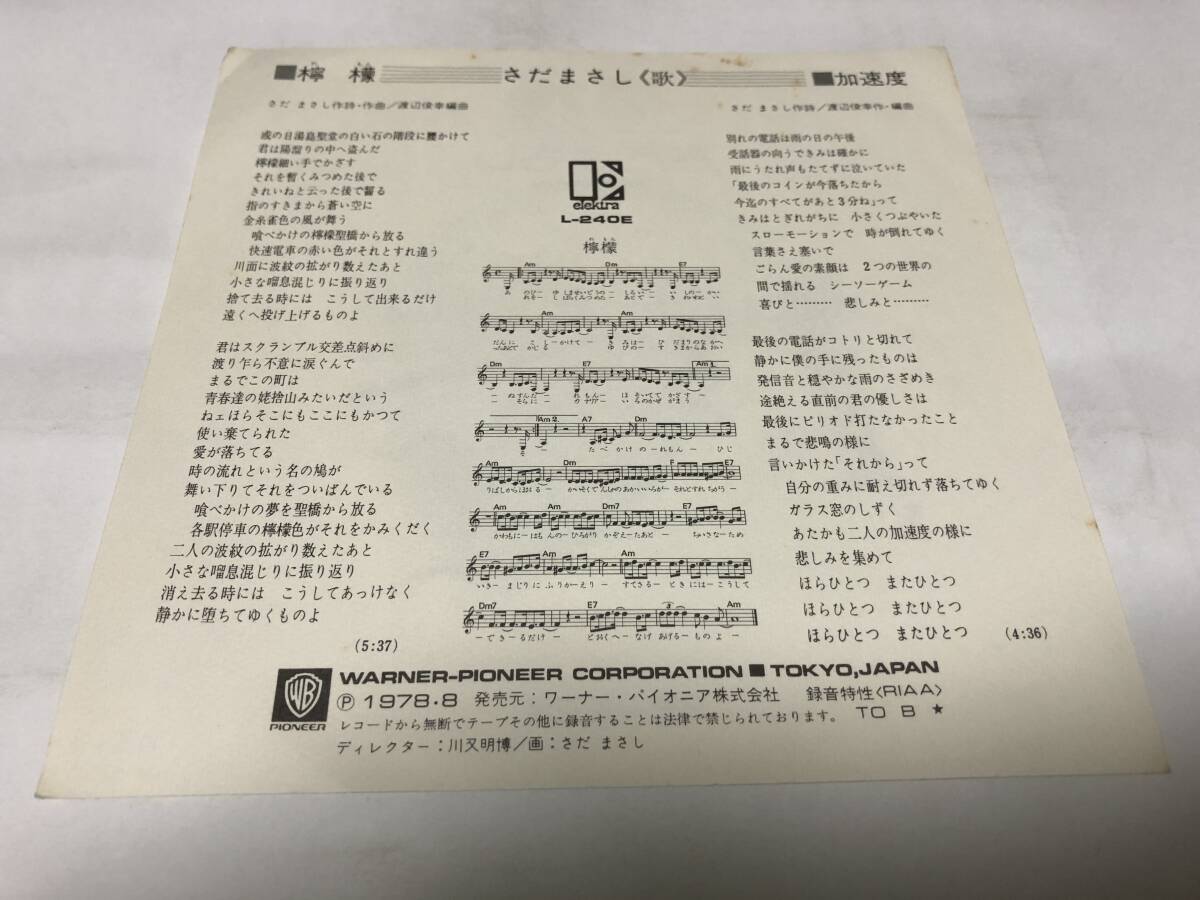 ■檸檬 さだまさし《歌》 ■加速度
さだ まさし作詩・作曲／渡辺俊幸編曲
或の日湯島聖堂の白い石の階段に腰かけて
君は陽溜りの中へ盗んだ
檸檬細い手でかざす
それを暫くみつめた後で
きれいねと云った後で齧る
指のすきまから蒼い空に
金糸雀色の風が舞う
喰べかけの檸檬聖橋から放る
快速電車の赤い色がそれとすれ違う
川面に波紋の拡がり数えたあと
小さな溜息混じりに振り返り
捨て去る時には こうして出来るだけ
遠くへ投げ上げるものよ
君はスクランブル交差点斜めに
渡り乍ら不意に涙ぐんで
まるでこの町は
青春達の姥捨山みたいだという
ねェほらそこにもここにもかつて
使い棄てられた
愛が落ちてる
時の流れという名の鳩が
舞い下りてそれをついばんでいる
喰べかけの夢を聖橋から放る
各駅停車の檸檬色がそれをかみくだく
二人の波紋の拡がり数えたあと
小さな溜息混じりに振り返り
消え去る時には こうしてあっけなく
静かに堕ちてゆくものよ
(5:37)
elektra
L-240E
檸檬
さだ まさし作詩／渡辺俊幸作・編曲
別れの電話は雨の日の午後
受話器の向うできみは確かに
雨にうたれ声もたてずに泣いていた
「最後のコインが今落ちたから
今迄のすべてがあと3分ね」って
きみはとぎれがちに 小さくつぶやいた
スローモーションで 時が倒れてゆく
言葉さえ塞いで
ごらん愛の素顔は 2つの世界の
間で揺れる シーソーゲーム
喜びと……… 悲しみと………
最後の電話がコトリと切れて
静かに僕の手に残ったものは
発信音と穏やかな雨のさざめき
途絶える直前の君の優しさは
最後にピリオド打たなかったこと
まるで悲鳴の様に
言いかけた「それから」って
自分の重みに耐え切れず落ちてゆく
ガラス窓のしずく
あたかも二人の加速度の様に
悲しみを集めて
ほらひとつ またひとつ
ほらひとつ またひとつ
ほらひとつ またひとつ (4:36)
WB
PIONEER
WARNER-PIONEER CORPORATION ■ TOKYO,JAPAN
Ⓟ1978・8 発売元：ワーナー・パイオニア株式会社 録音特性〈RIAA〉
レコードから無断でテープその他に録音することは法律で禁じられております。 TO B ★
ディレクター：川又明博／画：さだ まさし